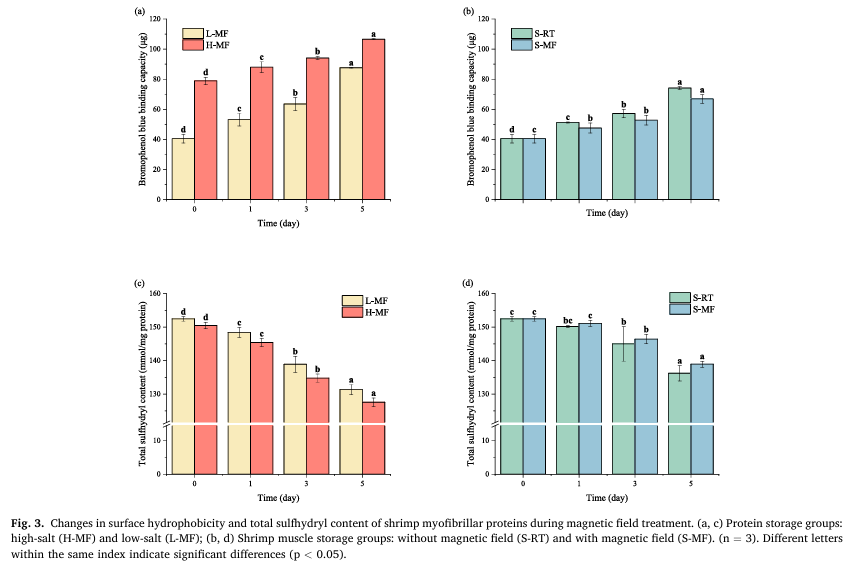 (a)
Bromophenol blue binding capacity (μg)
120
100
80
60
40
20
0
L-MF
H-MF
d
d
c
c
b
b
a
a
0
1
3
5
Time (day)
(b)
Bromophenol blue binding capacity (μg)
120
100
80
60
40
20
0
S-RT
S-MF
d
c
c
b
b
b
a
a
Time (day)
(c)
Total sulfhydryl content (mmol/mg protein)
160
150
140
130
10
0
L-MF
H-MF
d
d
c
c
b
b
a
a
0
1
3
5
Time (day)
(d)
Total sulfhydryl content (mmol/mg protein)
160
150
140
130
10
0
S-RT
S-MF
c
c
bc
c
b
b
a
a
0
1
3
5
Time (day)
Fig. 3. Changes in surface hydrophobicity and total sulfhydryl content of shrimp myofibrillar proteins during magnetic field treatment. (a, c) Protein storage groups:
high-salt (H-MF) and low-salt (L-MF); (b, d) Shrimp muscle storage groups: without magnetic field (S-RT) and with magnetic field (S-MF). (n = 3). Different letters
within the same index indicate significant differences (p < 0.05).